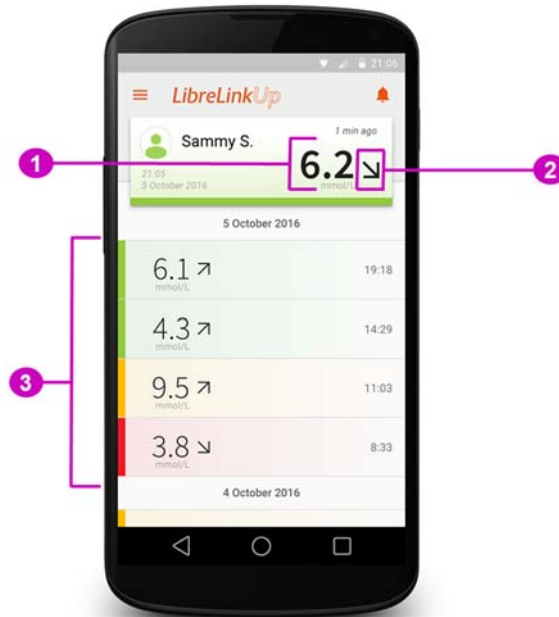 21:06
LibreLinkUp
1 min ago
Sammy S.
1
6.2
2
21:05
5 October 2016
mmol/L
5 October 2016
6.1
19:18
mmol/L
4.3
14:29
mmol/L
3
9.5
11:03
mmol/L
3.8
8:33
mmol/L
4 October 2016